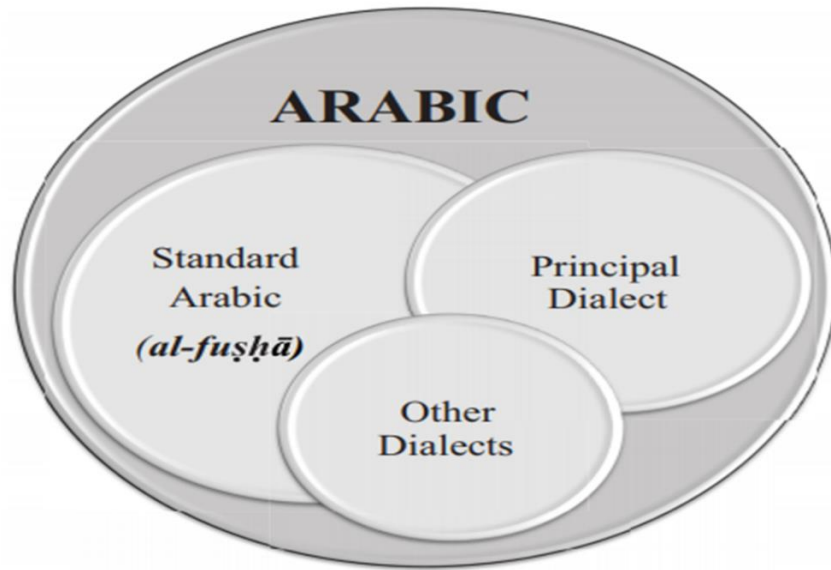 ARABIC
Standard
Arabic
(al-fuṣḥā)
Principal
Dialect
Other
Dialects